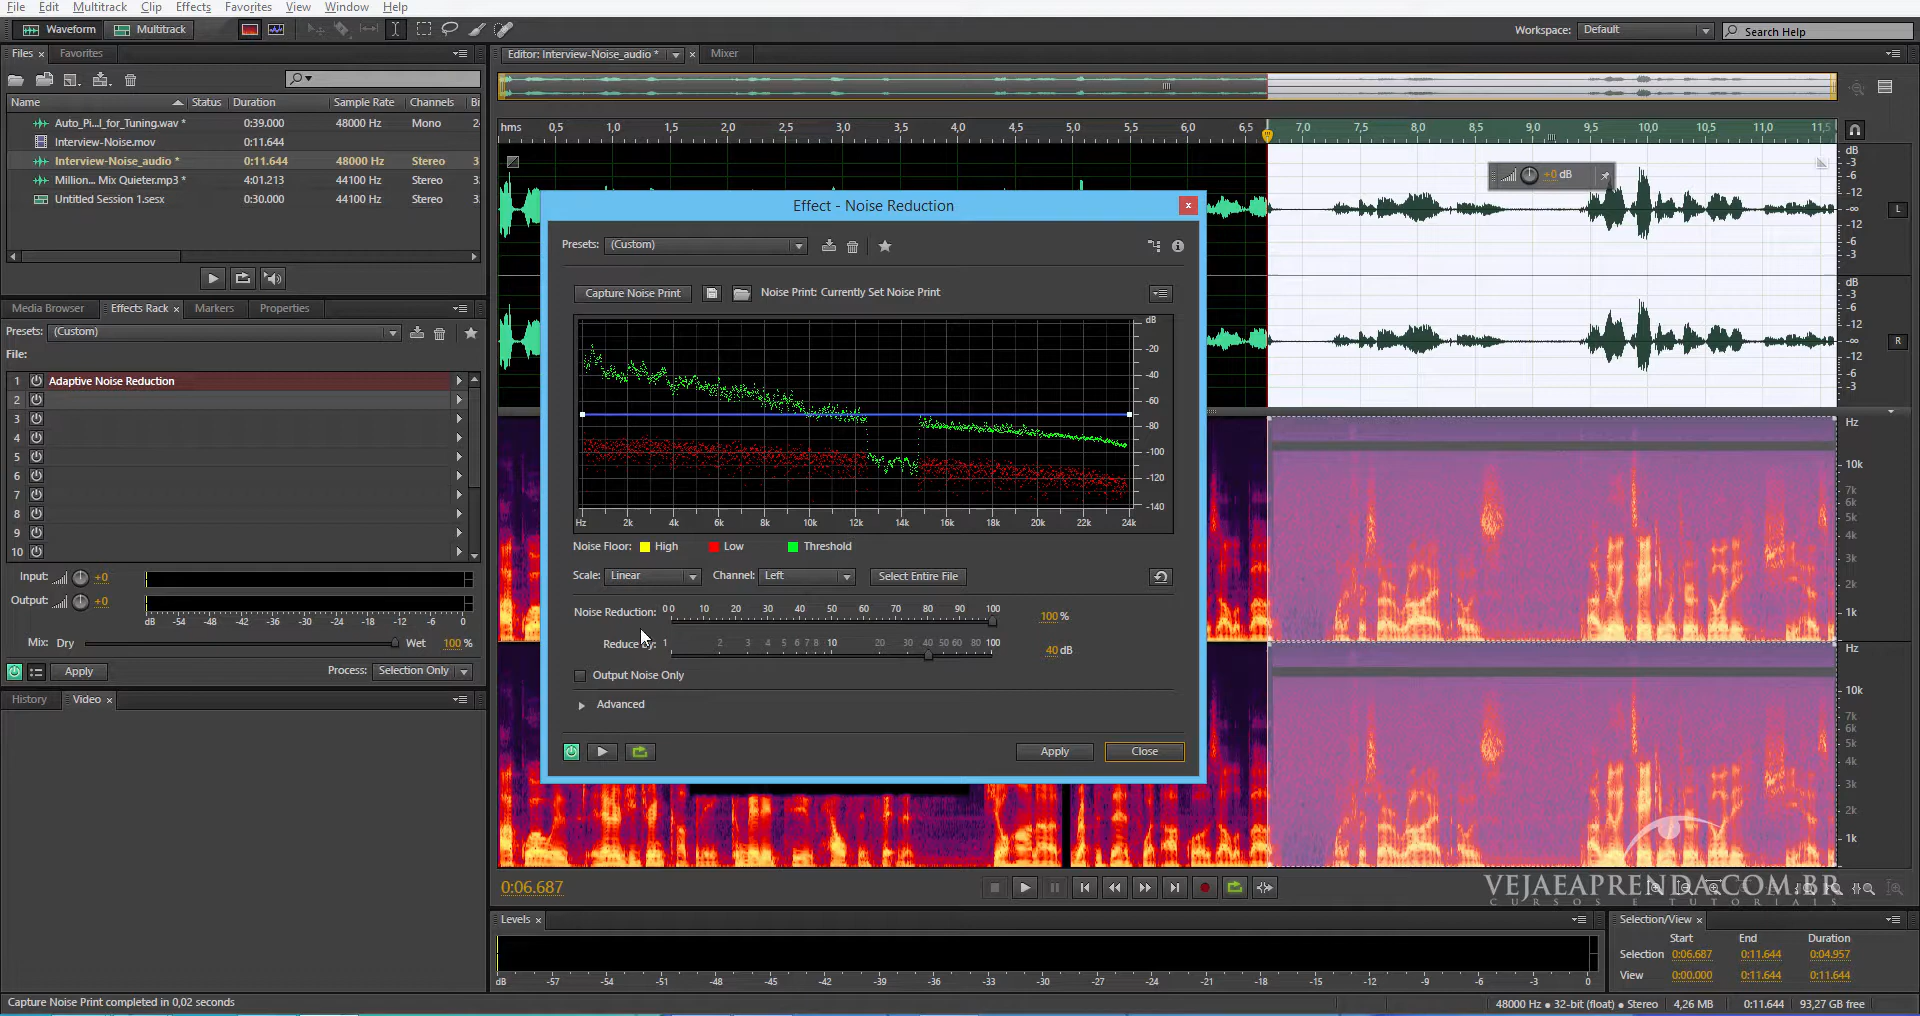 File Edit Multitrack Clip Effects Favorites View Window Help
Waveform Multitrack Workspace: Default Search Help
Files × Favorites
Name Status Duration Sample Rate Channels Bi
Auto_Pi...l_for_Tuning.wav * 0:39.000 48000 Hz Mono 2
Interview-Noise.mov 0:11.644
Interview-Noise_audio * 0:11.644 48000 Hz Stereo 3
Million... Mix Quieter.mp3 * 4:01.213 44100 Hz Stereo 3
Untitled Session 1.sesx 0:30.000 44100 Hz Stereo
Media Browser Effects Rack × Markers Properties
Presets: (Custom)
File:
1 Adaptive Noise Reduction
2
3
4
5
6
7
8
9
10
Input: +0
Output: +0
dB -54 -48 -42 -36 -30 -24 -18 -12 -6 0
Mix: Dry Wet 100 %
Apply Process: Selection Only
History Video ×
Editor: Interview-Noise_audio * × Mixer
hms 0,5 1,0 1,5 2,0 2,5 3,0 3,5 4,0 4,5 5,0 5,5 6,0 6,5 7,0 7,5 8,0 8,5 9,0 9,5 10,0 10,5 11,0 11,5
+0 dB
dB
-3
-6
-12
-∞ L
-12
-6
-3
dB
-3
-6
-12
-∞ R
-12
-6
-3
Hz
10k
7k
6k
5k
4k
3k
2k
1k
Hz
10k
7k
6k
5k
4k
3k
2k
1k
Effect - Noise Reduction
Presets: (Custom)
Capture Noise Print Noise Print: Currently Set Noise Print
dB
-20
-40
-60
-80
-100
-120
-140
Hz 2k 4k 6k 8k 10k 12k 14k 16k 18k 20k 22k 24k
Noise Floor: High Low Threshold
Scale: Linear Channel: Left Select Entire File
Noise Reduction: 0 0 10 20 30 40 50 60 70 80 90 100 100 %
Reduce by: 1 2 3 4 5 6 7 8 10 20 30 40 50 60 80 100 40 dB
Output Noise Only
Advanced
Apply Close
0:06.687
VEJAEAPRENDA.COM.BR
CURSOS E TUTORIAIS
Levels ×
dB -57 -54 -51 -48 -45 -42 -39 -36 -33 -30 -27 -24 -21 -18 -15 -12 -9 -6 -3 0
Selection/View ×
Start End Duration
Selection 0:06.687 0:11.644 0:04.957
View 0:00.000 0:11.644 0:11.644
Capture Noise Print completed in 0,02 seconds 48000 Hz • 32-bit (float) • Stereo 4,26 MB 0:11.644 93,27 GB free